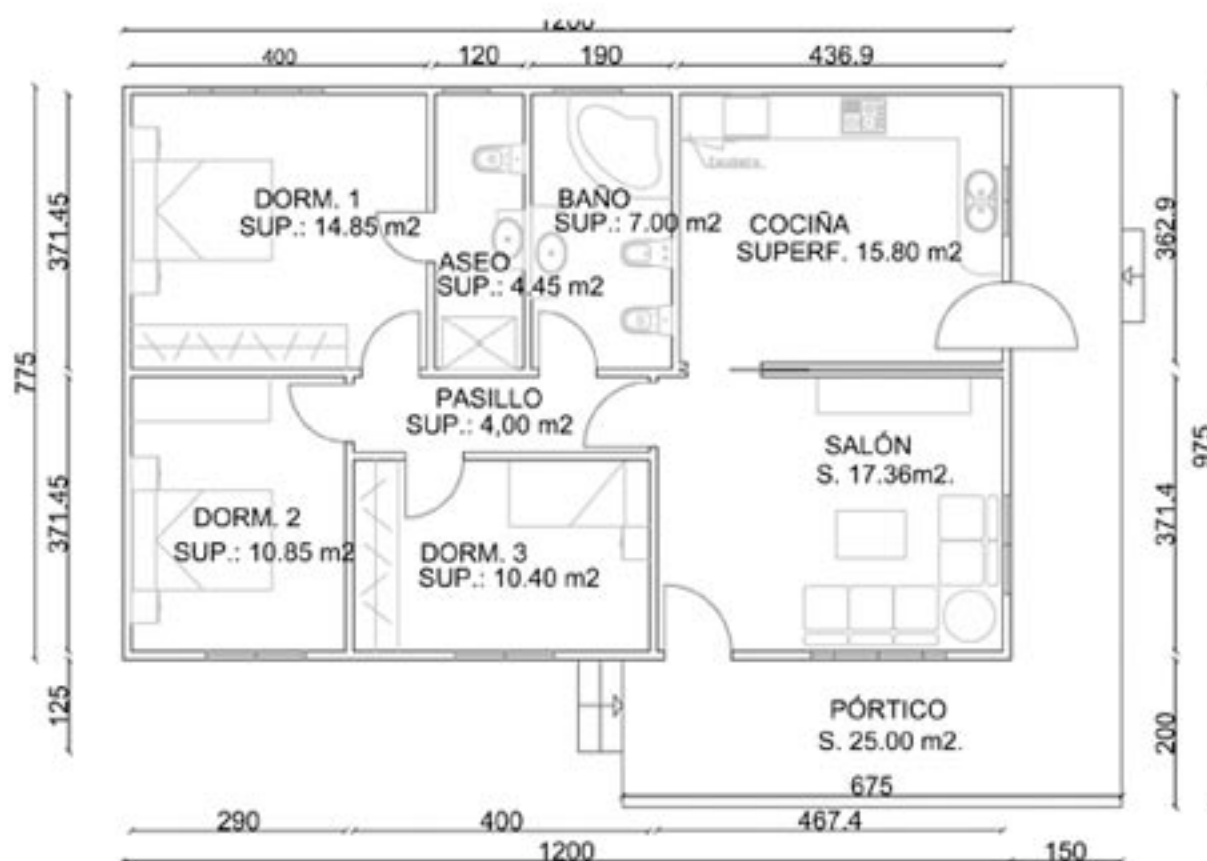 1200
400
120
190
436.9
371.45
775
371.45
125
362.9
975
371.4
200
DORM. 1
SUP.: 14.85 m2
ASEO
SUP.: 4.45 m2
BAÑO
SUP.: 7.00 m2
COCIÑA
SUPERF. 15.80 m2
PASILLO
SUP.: 4,00 m2
SALÓN
S. 17.36m2.
DORM. 2
SUP.: 10.85 m2
DORM. 3
SUP.: 10.40 m2
PÓRTICO
S. 25.00 m2.
675
290
400
467.4
1200
150